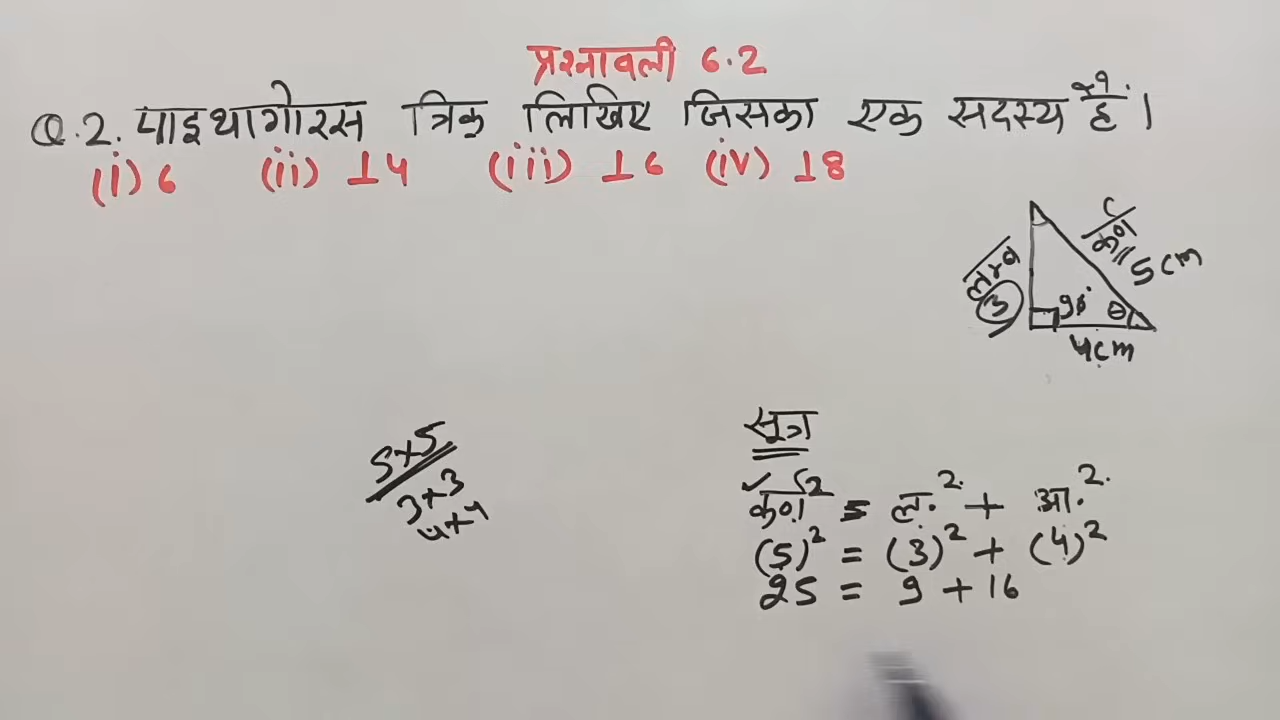 प्रश्नावली 6.2
Q.2. पाइथागोरस त्रिक लिखिए जिसका एक सदस्य है।
(i) 6 (ii) 14 (iii) 16 (iv) 18
कर्ण
5cm
लम्ब
3
90° θ
4cm
5×5
3×3
4×4
सूत्र
✓ कर्ण² = ल.² + आ.²
(5)² = (3)² + (4)²
25 = 9 + 16